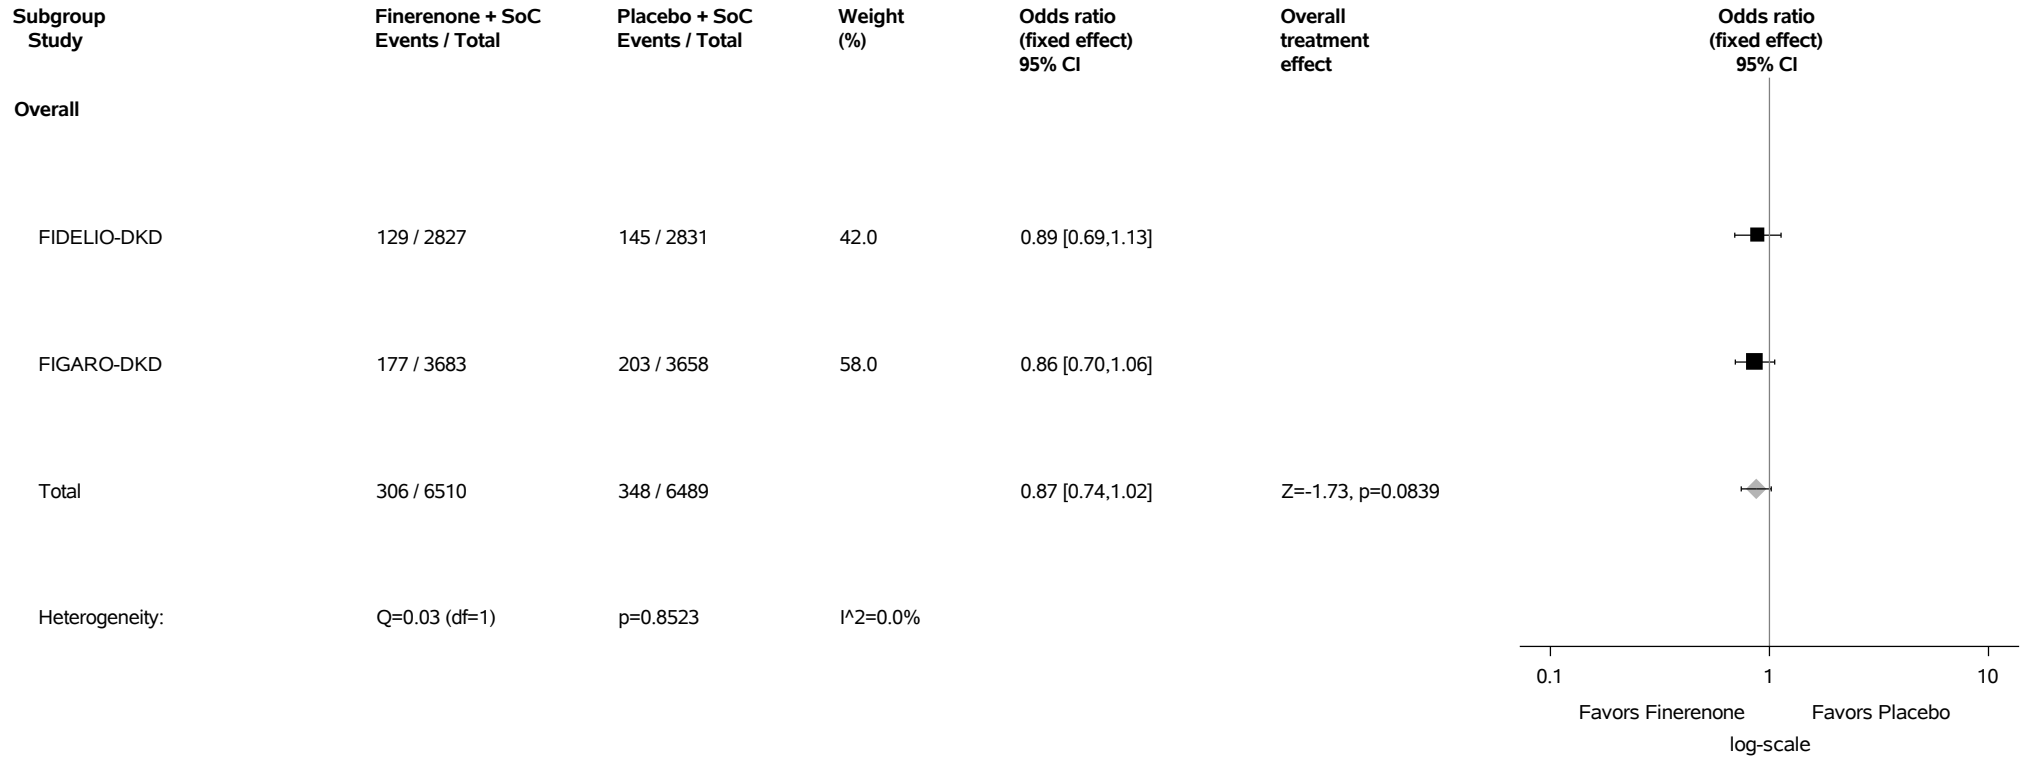 Subgroup Finerenone + SoC Placebo + SoC Weight Odds ratio Overall Odds ratio
Study Events / Total Events / Total (%) (fixed effect) treatment (fixed effect)
95% CI effect 95% CI
Overall
FIDELIO-DKD 129 / 2827 145 / 2831 42.0 0.89 [0.69,1.13]
FIGARO-DKD 177 / 3683 203 / 3658 58.0 0.86 [0.70,1.06]
Total 306 / 6510 348 / 6489 0.87 [0.74,1.02] Z=-1.73, p=0.0839
Heterogeneity: Q=0.03 (df=1) p=0.8523 I^2=0.0%
0.1 1 10
Favors Finerenone Favors Placebo
log-scale